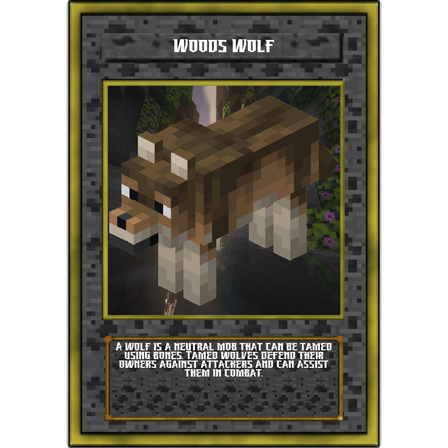 WOODS WOLF
A WOLF IS A NEUTRAL MOB THAT CAN BE TAMED
USING BONES. TAMED WOLVES DEFEND THEIR
OWNERS AGAINST ATTACKERS AND CAN ASSIST
THEM IN COMBAT.